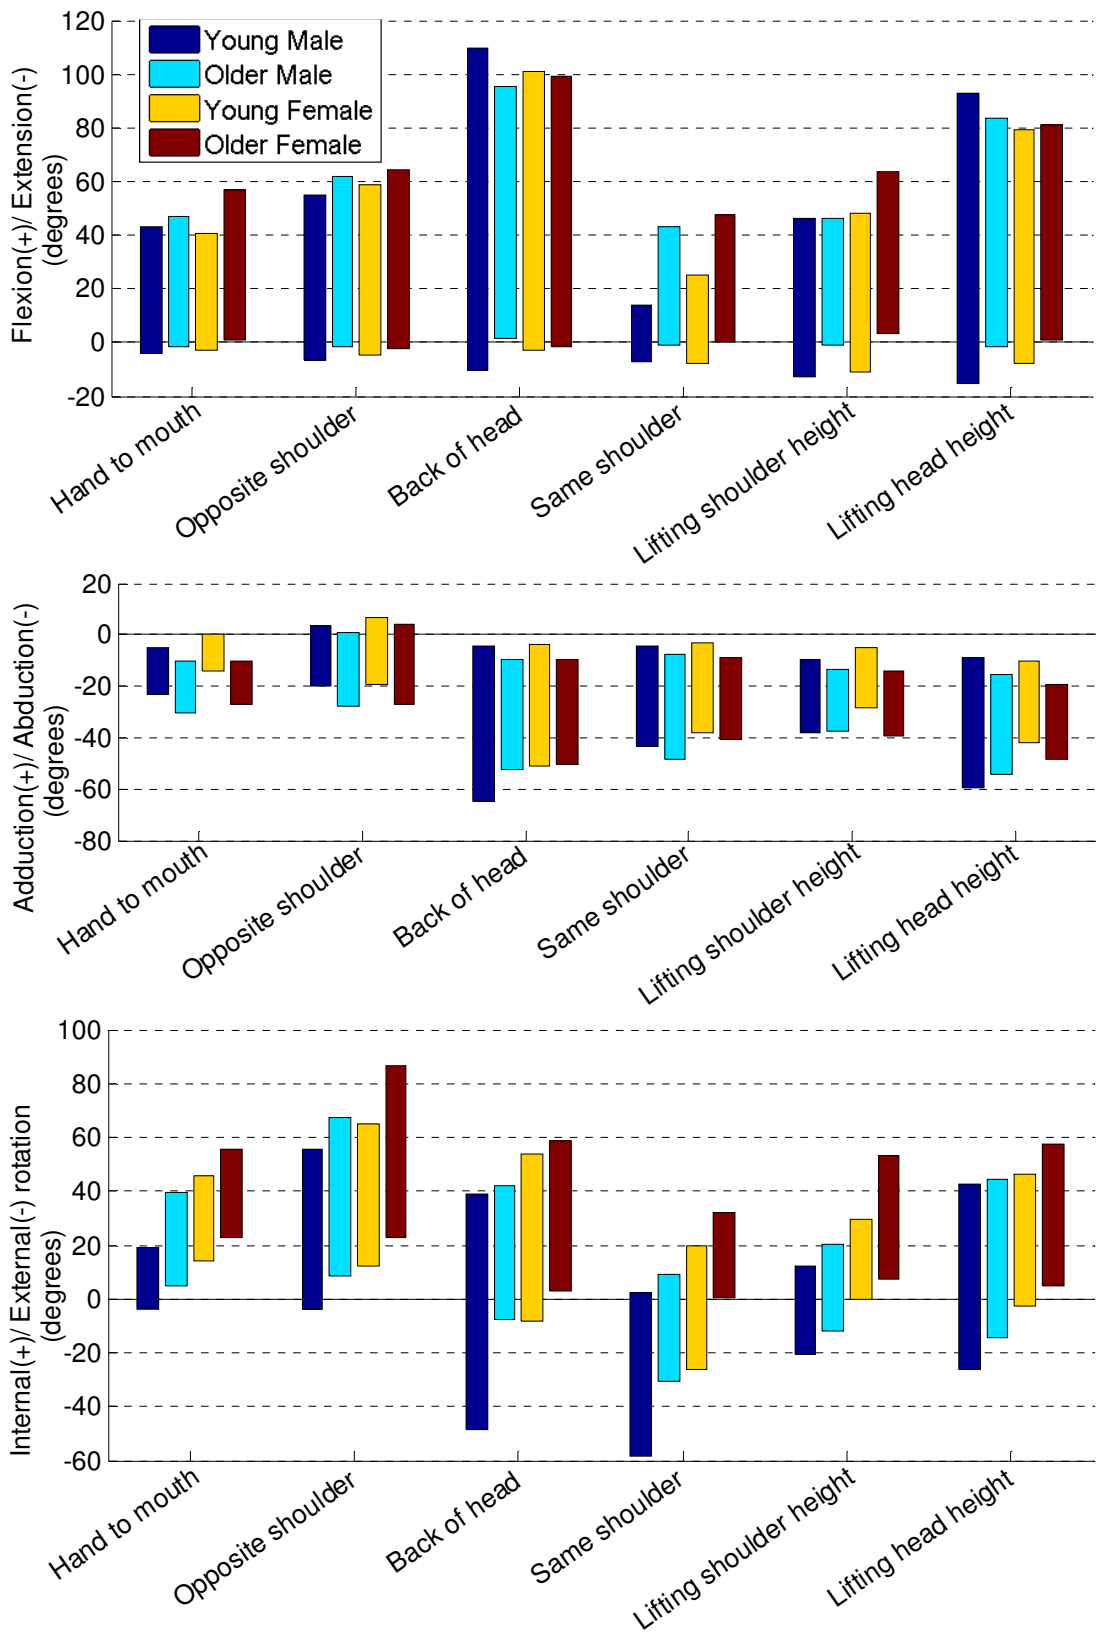 Flexion(+)/ Extension(-)
(degrees)
120
100
80
60
40
20
0
-20
Young Male
Older Male
Young Female
Older Female
Hand to mouth
Opposite shoulder
Back of head
Same shoulder
Lifting shoulder height
Lifting head height
Adduction(+)/ Abduction(-)
(degrees)
20
0
-20
-40
-60
-80
Hand to mouth
Opposite shoulder
Back of head
Same shoulder
Lifting shoulder height
Lifting head height
Internal(+)/ External(-) rotation
(degrees)
100
80
60
40
20
0
-20
-40
-60
Hand to mouth
Opposite shoulder
Back of head
Same shoulder
Lifting shoulder height
Lifting head height